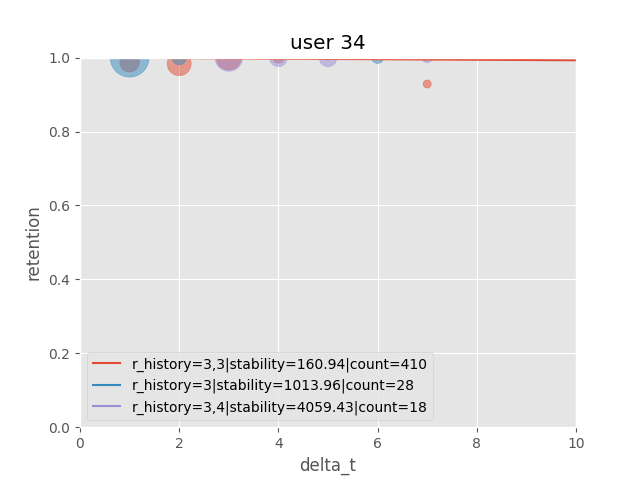 user 34
1.0
0.8
0.6
0.4
0.2
0.0
retention
r_history=3,3|stability=160.94|count=410
r_history=3|stability=1013.96|count=28
r_history=3,4|stability=4059.43|count=18
0 2 4 6 8 10
delta_t